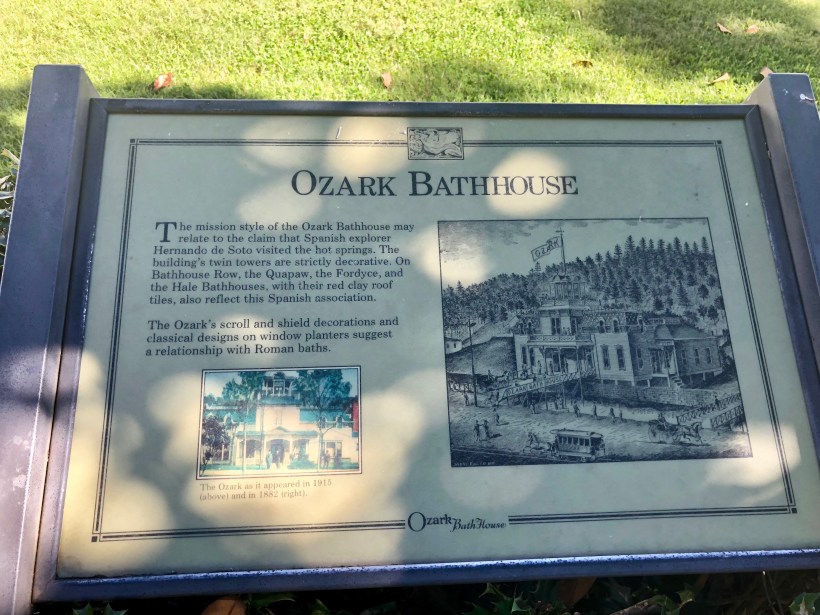 OZARK BATHHOUSE
The mission style of the Ozark Bathhouse may
relate to the claim that Spanish explorer
Hernando de Soto visited the hot springs. The
building's twin towers are strictly decorative. On
Bathhouse Row, the Quapaw, the Fordyce, and
the Hale Bathhouses, with their red clay roof
tiles, also reflect this Spanish association.
The Ozark's scroll and shield decorations and
classical designs on window planters suggest
a relationship with Roman baths.
OZARK
The Ozark as it appeared in 1915
(above) and in 1882 (right).
Ozark Bath House